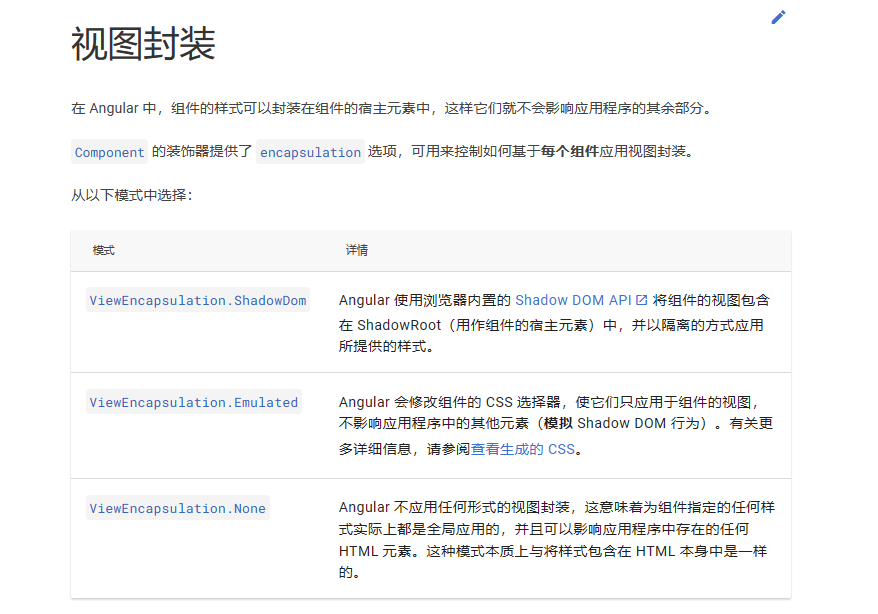 视图封装
在 Angular 中，组件的样式可以封装在组件的宿主元素中，这样它们就不会影响应用程序的其余部分。
Component 的装饰器提供了 encapsulation 选项，可用来控制如何基于每个组件应用视图封装。
从以下模式中选择：
模式 详情
ViewEncapsulation.ShadowDom Angular 使用浏览器内置的 Shadow DOM API 将组件的视图包含
在 ShadowRoot（用作组件的宿主元素）中，并以隔离的方式应用
所提供的样式。
ViewEncapsulation.Emulated Angular 会修改组件的 CSS 选择器，使它们只应用于组件的视图，
不影响应用程序中的其他元素（模拟 Shadow DOM 行为）。有关更
多详细信息，请参阅查看生成的 CSS。
ViewEncapsulation.None Angular 不应用任何形式的视图封装，这意味着为组件指定的任何样
式实际上都是全局应用的，并且可以影响应用程序中存在的任何
HTML 元素。这种模式本质上与将样式包含在 HTML 本身中是一样
的。